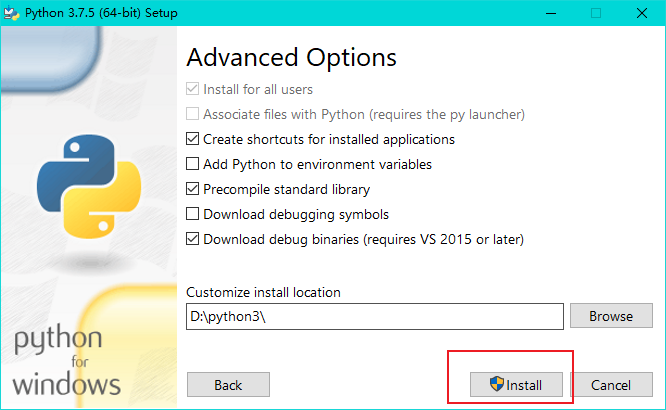 Python 3.7.5 (64-bit) Setup
Advanced Options
Install for all users
Associate files with Python (requires the py launcher)
Create shortcuts for installed applications
Add Python to environment variables
Precompile standard library
Download debugging symbols
Download debug binaries (requires VS 2015 or later)
Customize install location
D:\python3\
Browse
python
for
windows
Back
Install
Cancel